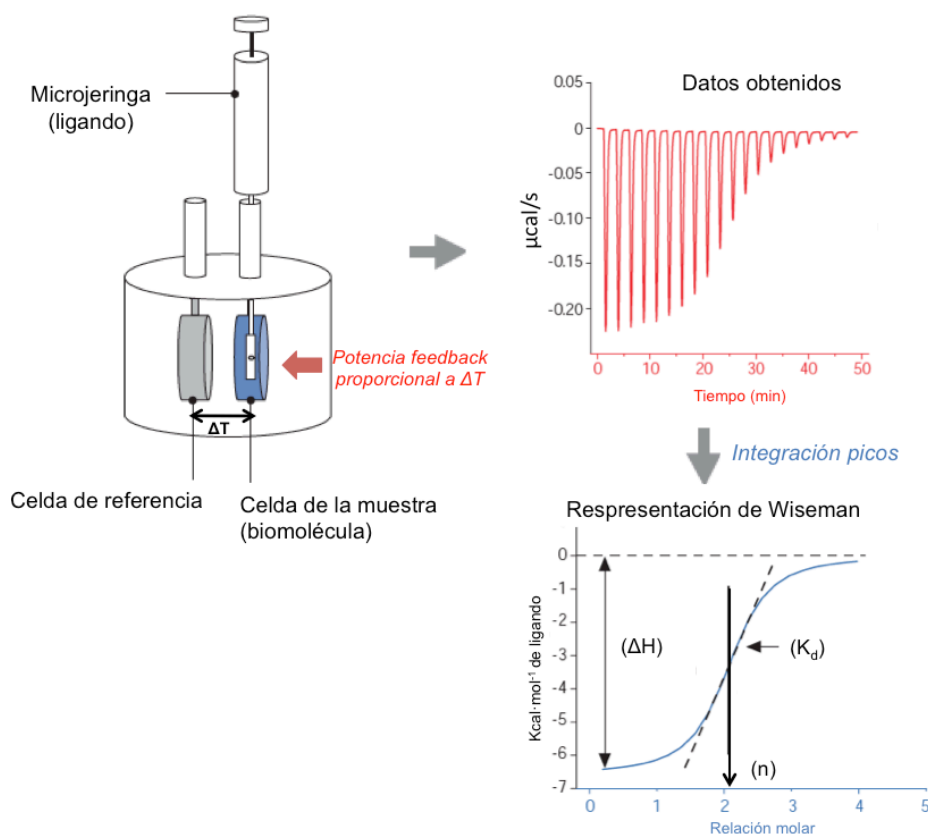 Microjeringa
(ligando)
Potencia feedback
proporcional a ΔT
ΔT
Celda de referencia
Celda de la muestra
(biomolécula)
Datos obtenidos
0.05
0
-0.05
-0.10
-0.15
-0.20
µcal/s
0 10 20 30 40 50
Tiempo (min)
Integración picos
Respresentación de Wiseman
0
-1
-2
-3
-4
-5
-6
-7
Kcal·mol-1 de ligando
(ΔH)
(Kd)
(n)
0 1 2 3 4 5
Relación molar